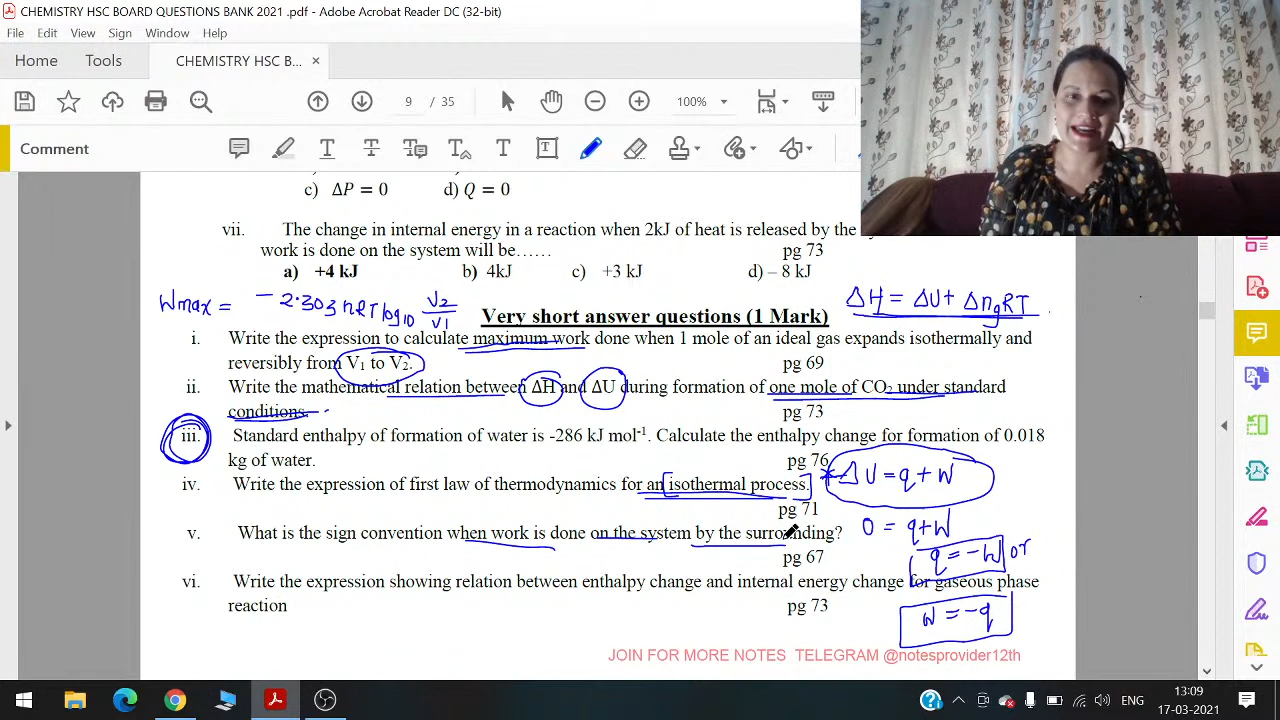 CHEMISTRY HSC BOARD QUESTIONS BANK 2021 .pdf - Adobe Acrobat Reader DC (32-bit)
File Edit View Sign Window Help
Home Tools CHEMISTRY HSC B... ×
9 / 35 100%
Comment
c) ΔP = 0 d) Q = 0
vii. The change in internal energy in a reaction when 2kJ of heat is released by the
work is done on the system will be…… pg 73
a) +4 kJ b) 4kJ c) +3 kJ d) – 8 kJ
Wmax = - 2.303 nRT log10 V2/V1
ΔH = ΔU + ΔngRT
Very short answer questions (1 Mark)
i. Write the expression to calculate maximum work done when 1 mole of an ideal gas expands isothermally and
reversibly from V₁ to V₂. pg 69
ii. Write the mathematical relation between ΔH and ΔU during formation of one mole of CO₂ under standard
conditions. pg 73
iii. Standard enthalpy of formation of water is -286 kJ mol⁻¹. Calculate the enthalpy change for formation of 0.018
kg of water. pg 76
iv. Write the expression of first law of thermodynamics for an [isothermal process.]
* ΔU = q + W
pg 71
0 = q+W
v. What is the sign convention when work is done on the system by the surrounding?
q = -W or
pg 67
vi. Write the expression showing relation between enthalpy change and internal energy change for gaseous phase
reaction pg 73
W = -q
JOIN FOR MORE NOTES TELEGRAM @notesprovider12th
ENG
13:09
17-03-2021